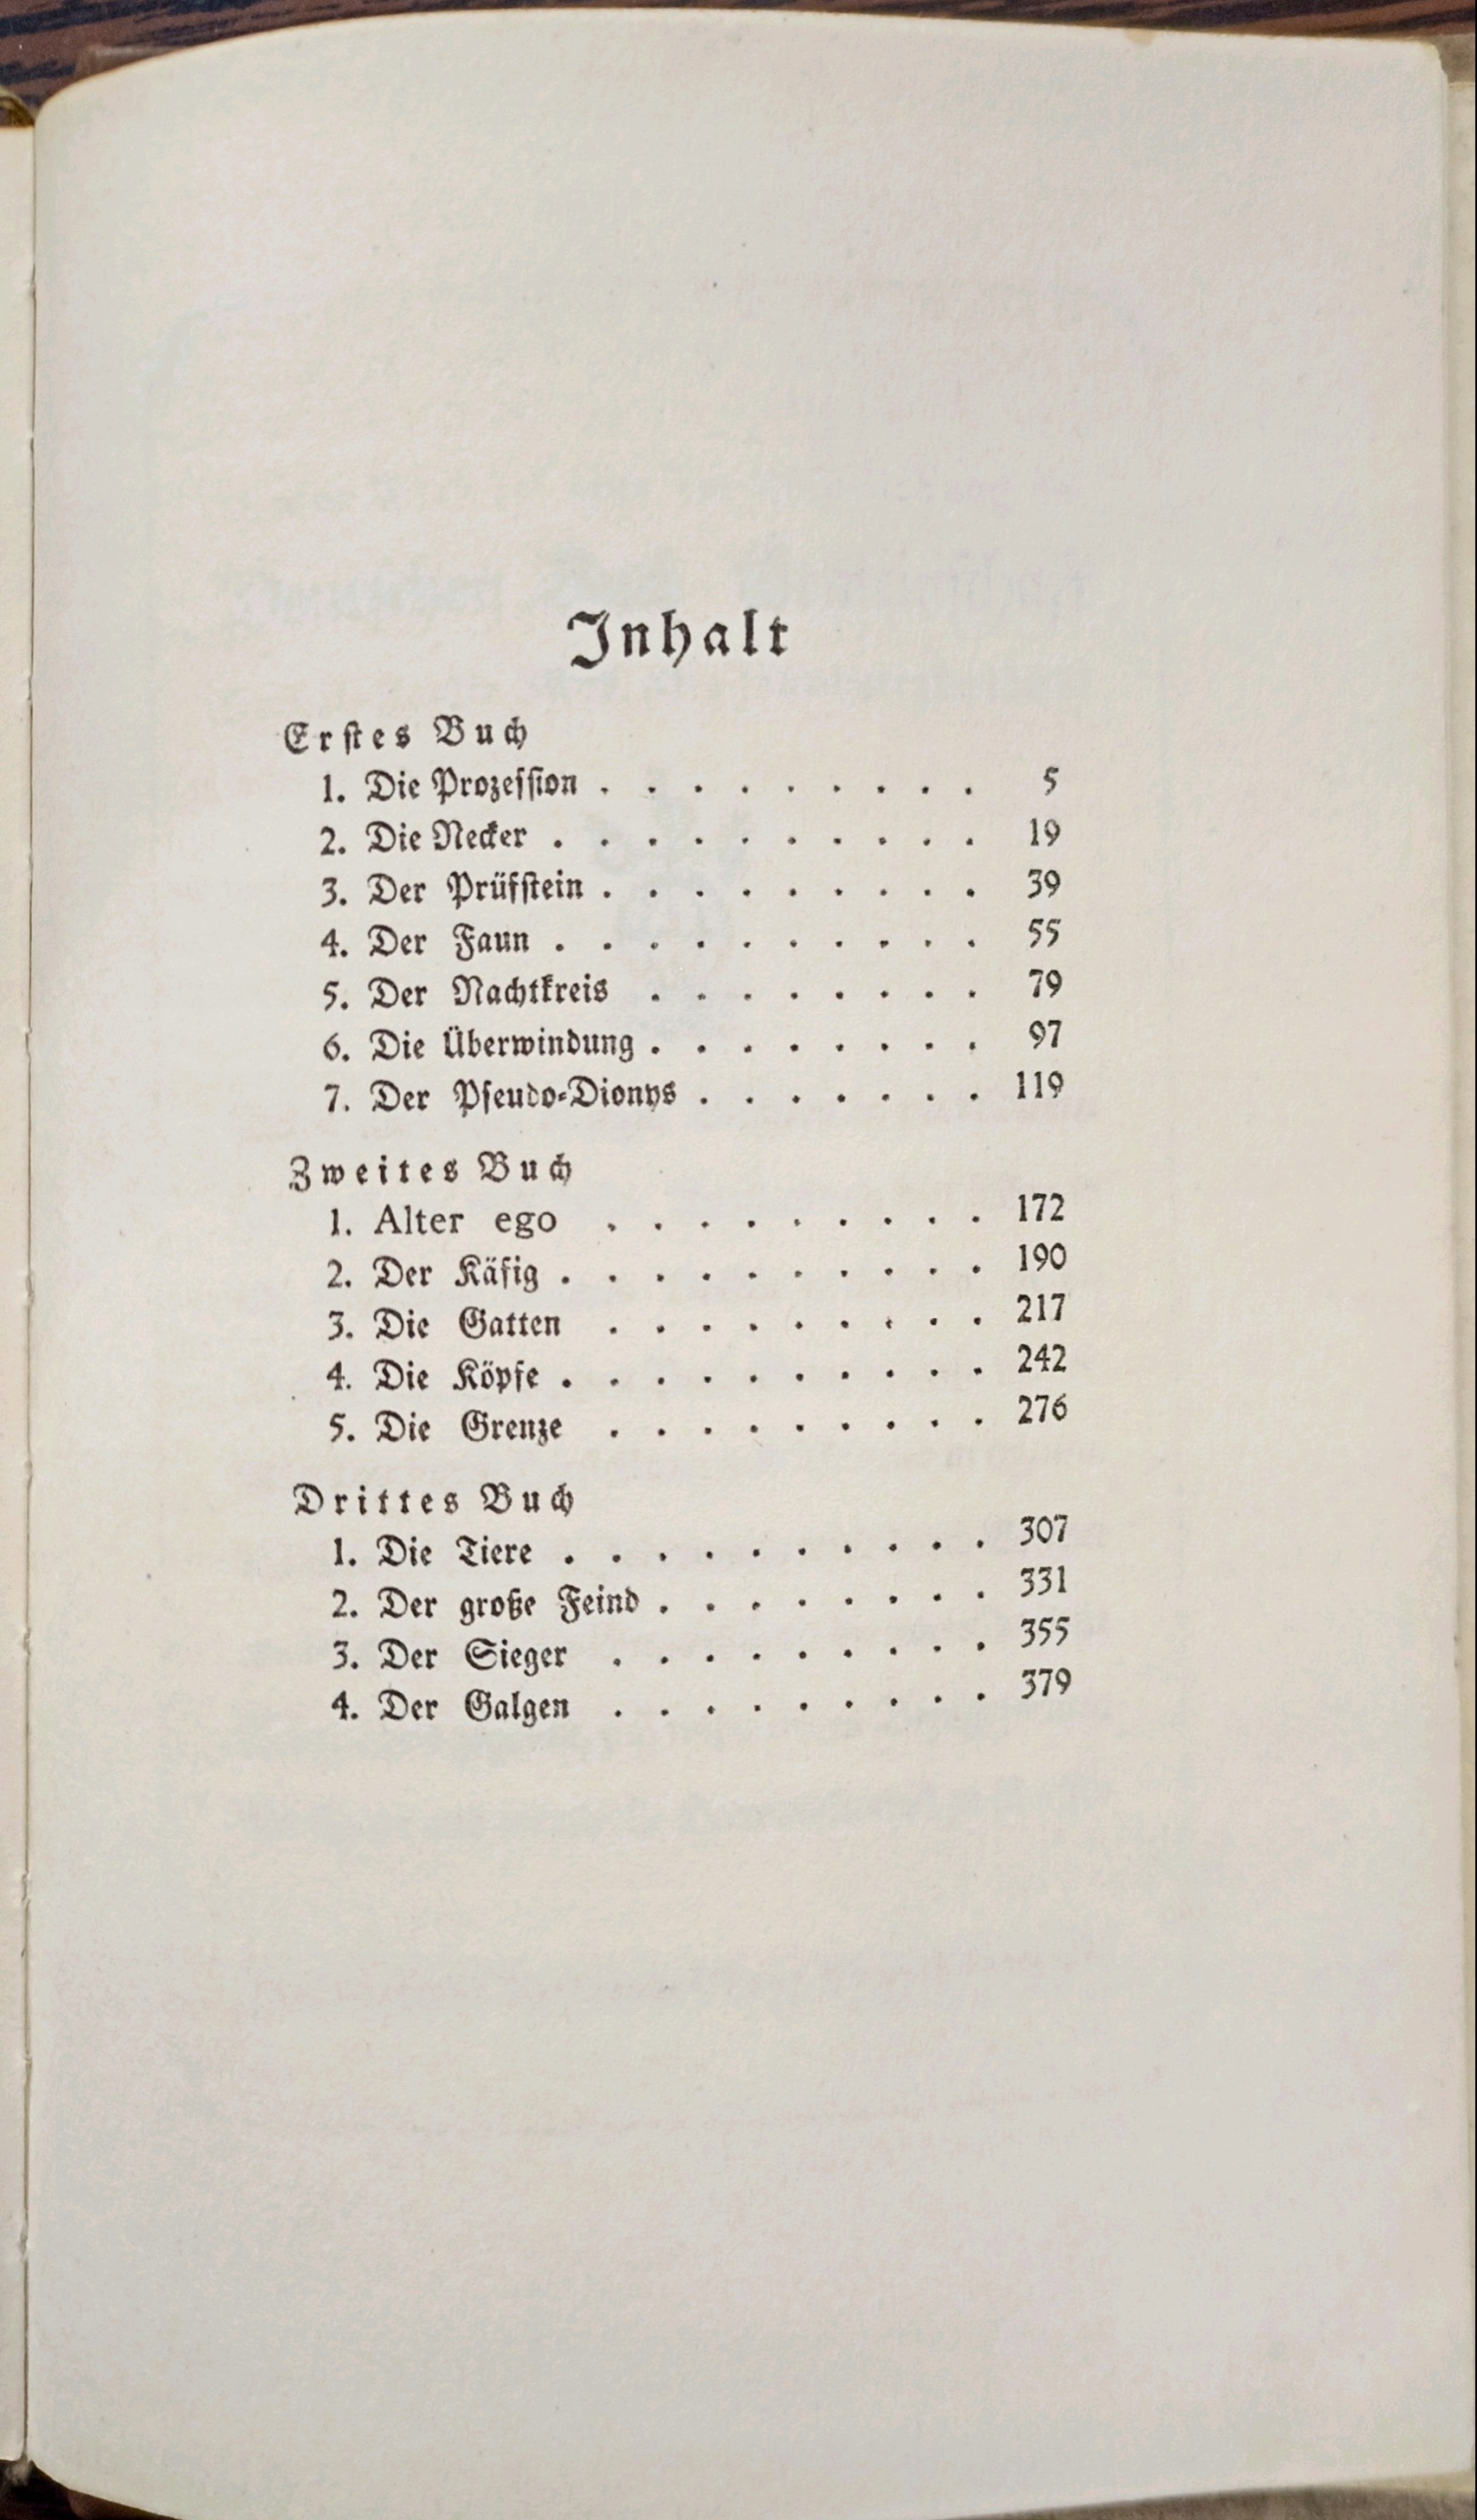 Inhalt
Erstes Buch
1. Die Prozession . . . . . . . . . 5
2. Die Necker . . . . . . . . . . 19
3. Der Prüfstein . . . . . . . . . 39
4. Der Faun . . . . . . . . . . 55
5. Der Nachtkreis . . . . . . . . 79
6. Die Überwindung . . . . . . . . 97
7. Der Pseudo-Dionys . . . . . . . 119
Zweites Buch
1. Alter ego . . . . . . . . . 172
2. Der Käfig . . . . . . . . . . 190
3. Die Gatten . . . . . . . . . 217
4. Die Köpfe . . . . . . . . . . 242
5. Die Grenze . . . . . . . . . 276
Drittes Buch
1. Die Tiere . . . . . . . . . . 307
2. Der große Feind . . . . . . . . 331
3. Der Sieger . . . . . . . . . 355
4. Der Galgen . . . . . . . . . 379